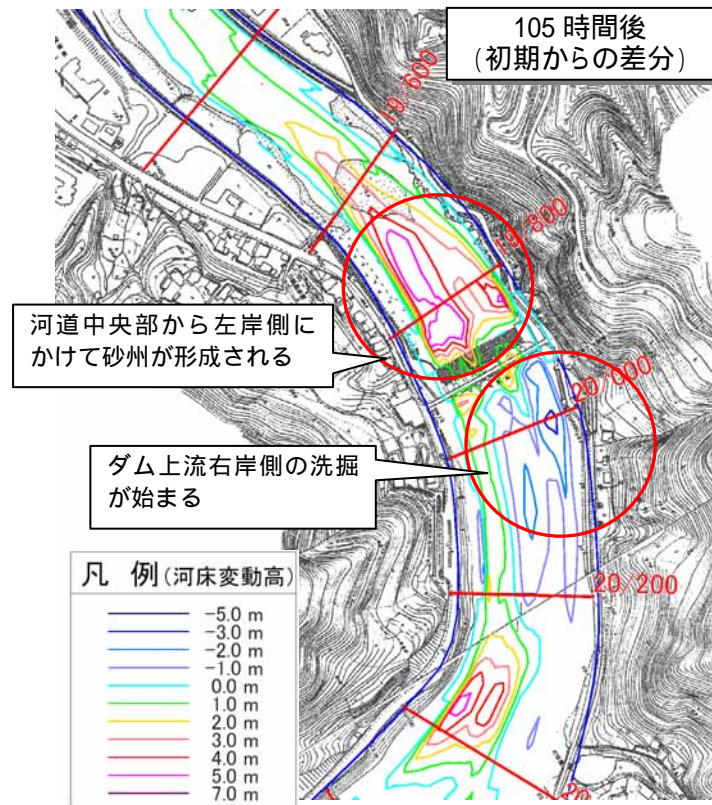 105 時間後
(初期からの差分)
19/600
19/800
河道中央部から左岸側に
かけて砂州が形成される
20/000
ダム上流右岸側の洗掘
が始まる
20/200
凡 例(河床変動高)
-5.0 m
-3.0 m
-2.0 m
-1.0 m
0.0 m
1.0 m
2.0 m
3.0 m
4.0 m
5.0 m
7.0 m
20